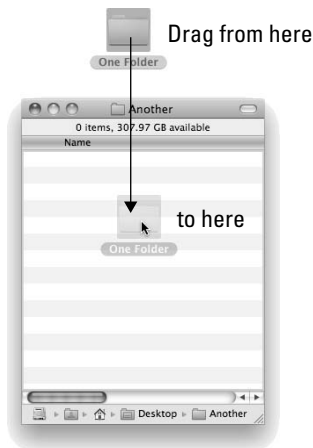 Drag from here
One Folder
Another
0 items, 307.97 GB available
Name
to here
One Folder
Desktop Another